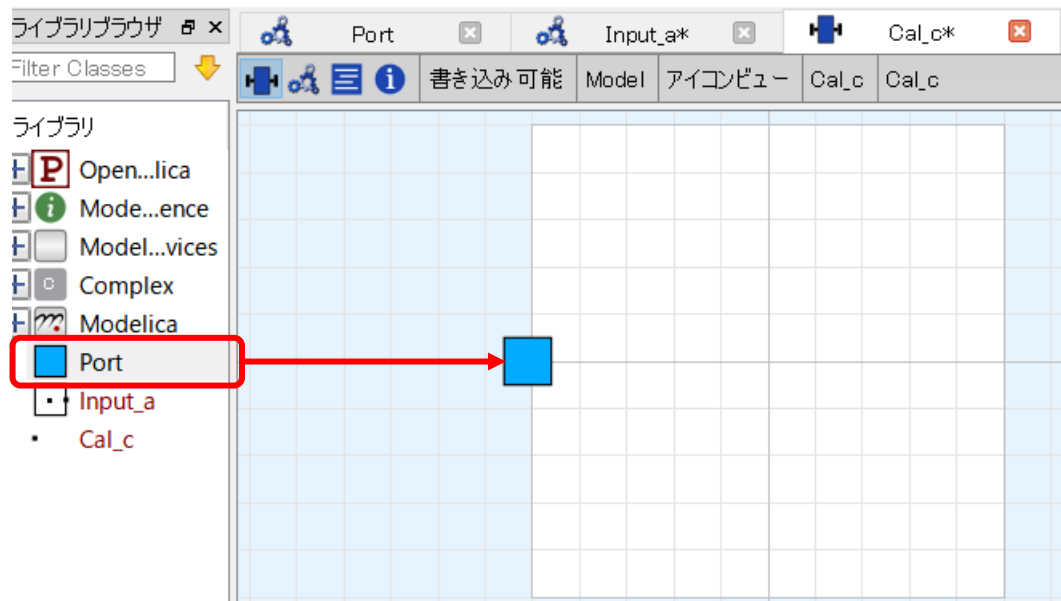 ライブラリブラウザ
Port
Input_a*
Cal_c*
Filter Classes
書き込み可能
Model
アイコンビュー
Cal_c
Cal_c
ライブラリ
P Open...lica
i Mode...ence
Model...vices
C Complex
Modelica
Port
Input_a
Cal_c